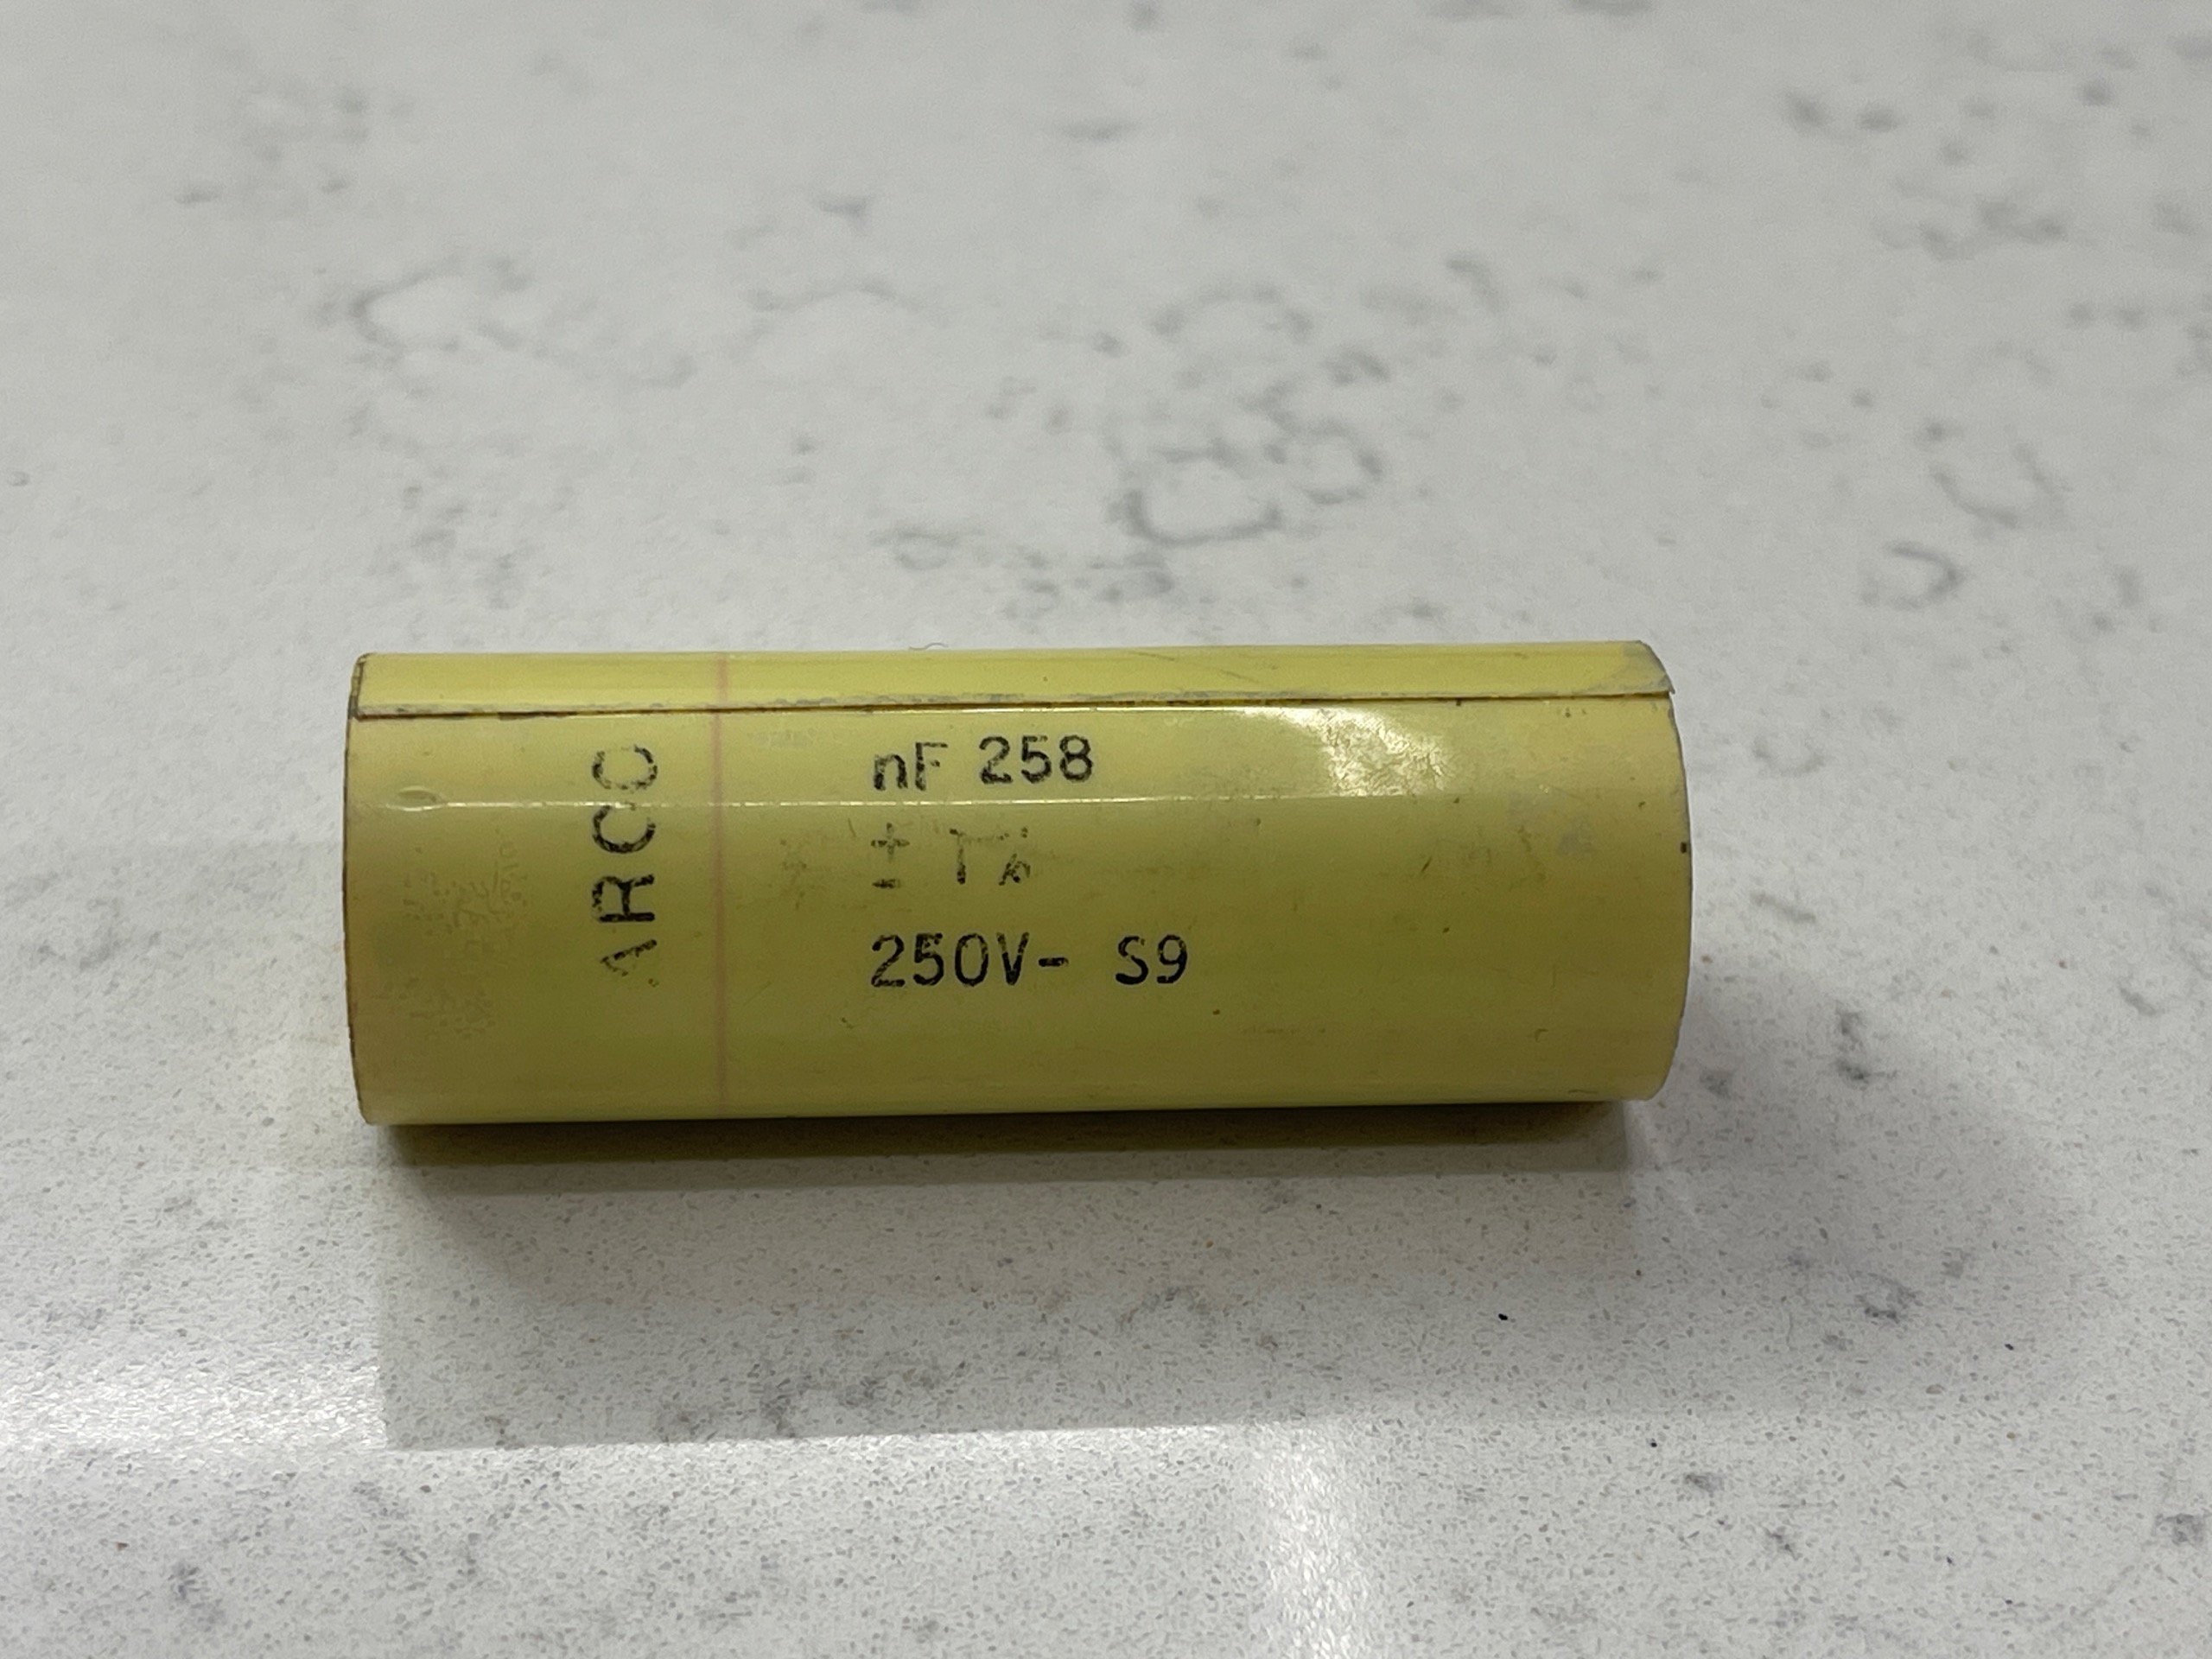 ARCO
nF 258
±
250V- S9